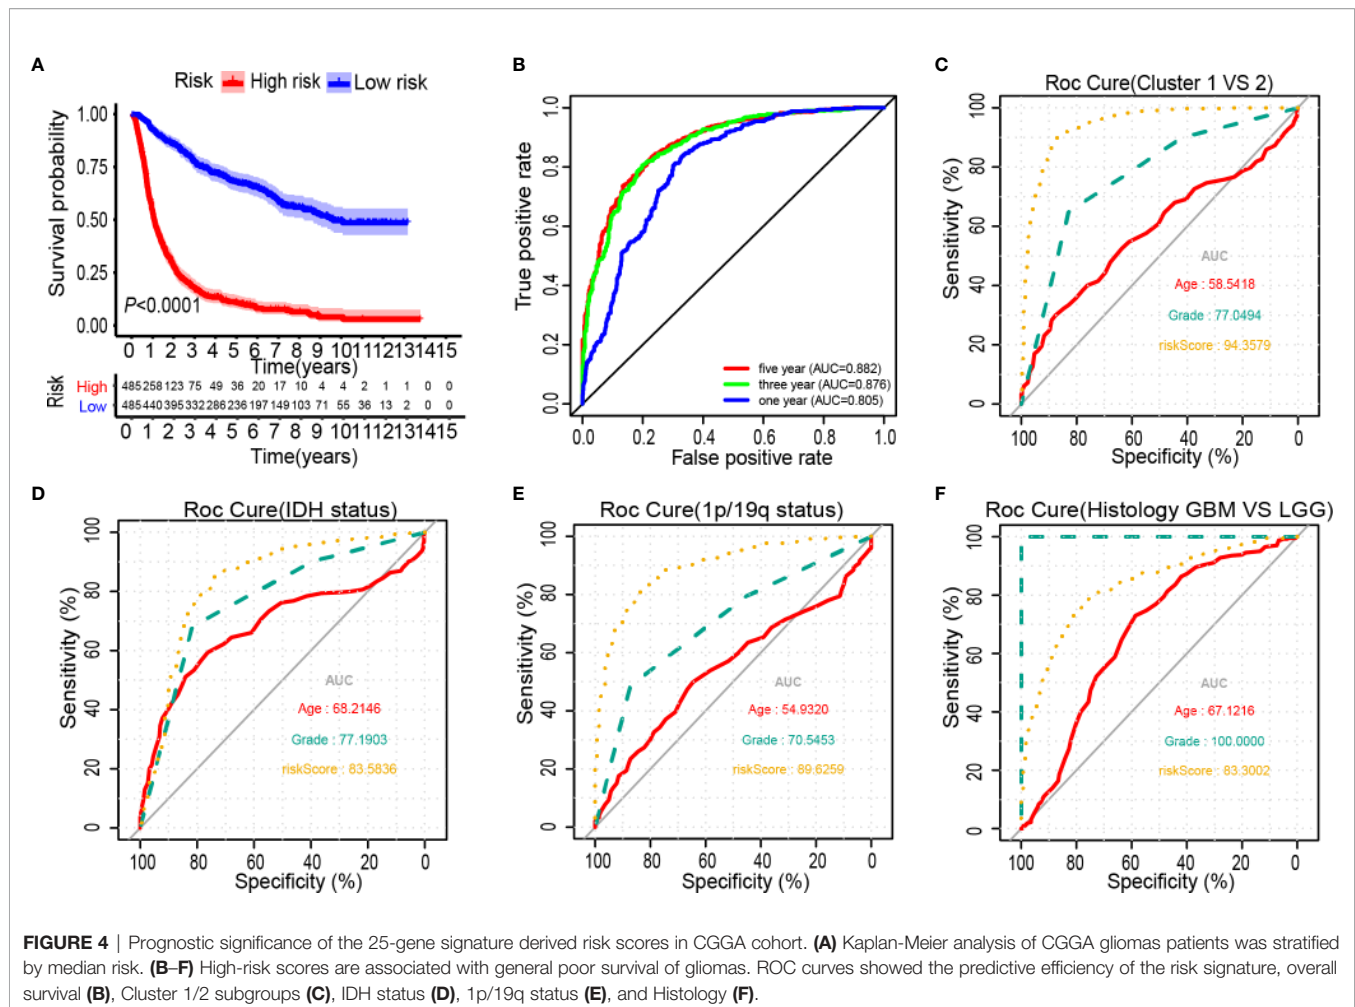 A
Risk High risk Low risk
Survival probability
1.00
0.75
0.50
0.25
0.00
P<0.0001
0 1 2 3 4 5 6 7 8 9 10 11 12 13 14 15
Time(years)
Risk
High 485 258 123 75 49 36 20 17 10 4 4 2 1 1 0 0
Low 485 440 395 332 286 236 197 149 103 71 55 36 13 2 0 0
0 1 2 3 4 5 6 7 8 9 10 11 12 13 14 15
Time(years)
B
True positive rate
1.0
0.8
0.6
0.4
0.2
0.0
five year (AUC=0.882)
three year (AUC=0.876)
one year (AUC=0.805)
0.0 0.2 0.4 0.6 0.8 1.0
False positive rate
C
Roc Cure(Cluster 1 VS 2)
Sensitivity (%)
100
80
60
40
20
0
AUC
Age : 58.5418
Grade : 77.0494
riskScore : 94.3579
100 80 60 40 20 0
Specificity (%)
D
Roc Cure(IDH status)
Sensitivity (%)
100
80
60
40
20
0
AUC
Age : 68.2146
Grade : 77.1903
riskScore : 83.5836
100 80 60 40 20 0
Specificity (%)
E
Roc Cure(1p/19q status)
Sensitivity (%)
100
80
60
40
20
0
AUC
Age : 54.9320
Grade : 70.5453
riskScore : 89.6259
100 80 60 40 20 0
Specificity (%)
F
Roc Cure(Histology GBM VS LGG)
Sensitivity (%)
100
80
60
40
20
0
AUC
Age : 67.1216
Grade : 100.0000
riskScore : 83.3002
100 80 60 40 20 0
Specificity (%)
FIGURE 4 | Prognostic significance of the 25-gene signature derived risk scores in CGGA cohort. (A) Kaplan-Meier analysis of CGGA gliomas patients was stratified
by median risk. (B–F) High-risk scores are associated with general poor survival of gliomas. ROC curves showed the predictive efficiency of the risk signature, overall
survival (B), Cluster 1/2 subgroups (C), IDH status (D), 1p/19q status (E), and Histology (F).